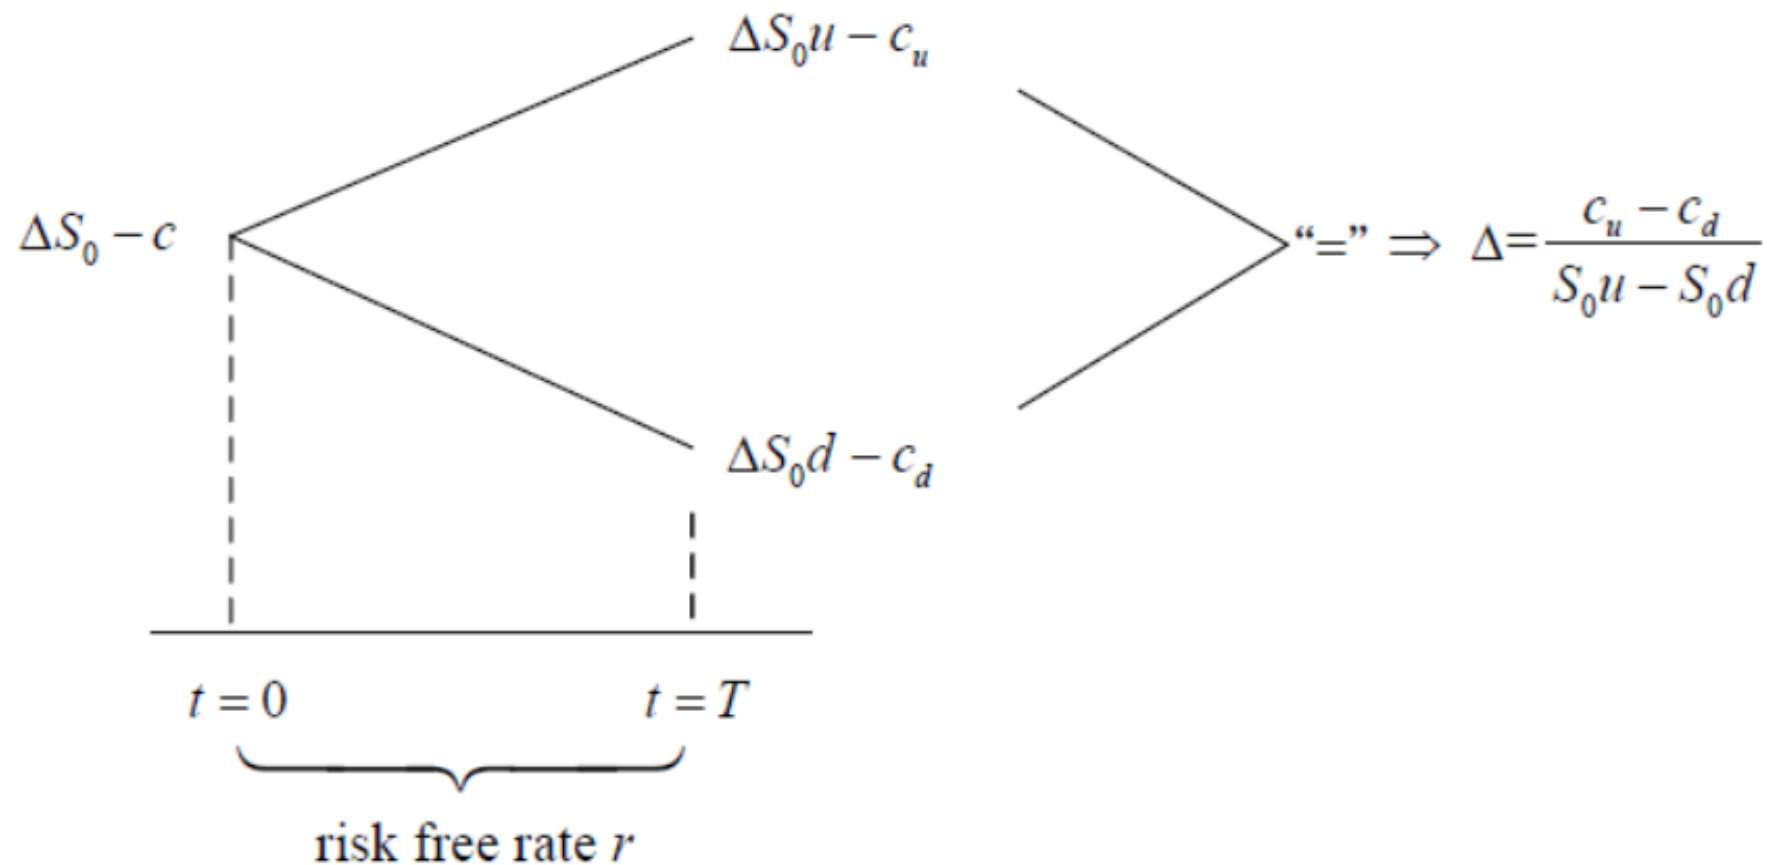 ΔS₀u − c_u
ΔS₀ − c
“=” ⇒ Δ = (c_u − c_d) / (S₀u − S₀d)
ΔS₀d − c_d
t = 0
t = T
risk free rate r